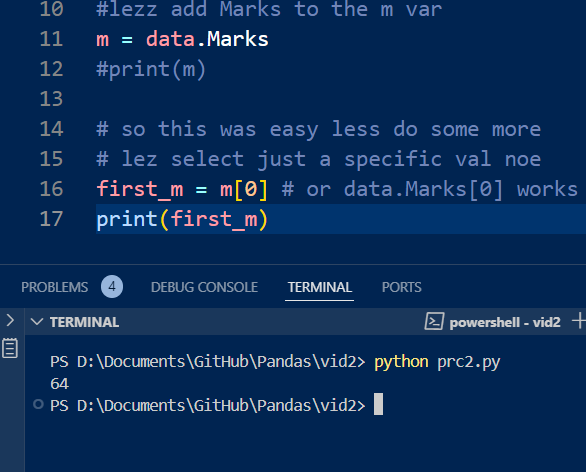 10 #lezz add Marks to the m var
11 m = data.Marks
12 #print(m)
13
14 # so this was easy less do some more
15 # lez select just a specific val noe
16 first_m = m[0] # or data.Marks[0] works
17 print(first_m)
PROBLEMS 4 DEBUG CONSOLE TERMINAL PORTS
TERMINAL powershell - vid2
PS D:\Documents\GitHub\Pandas\vid2> python prc2.py
64
PS D:\Documents\GitHub\Pandas\vid2>